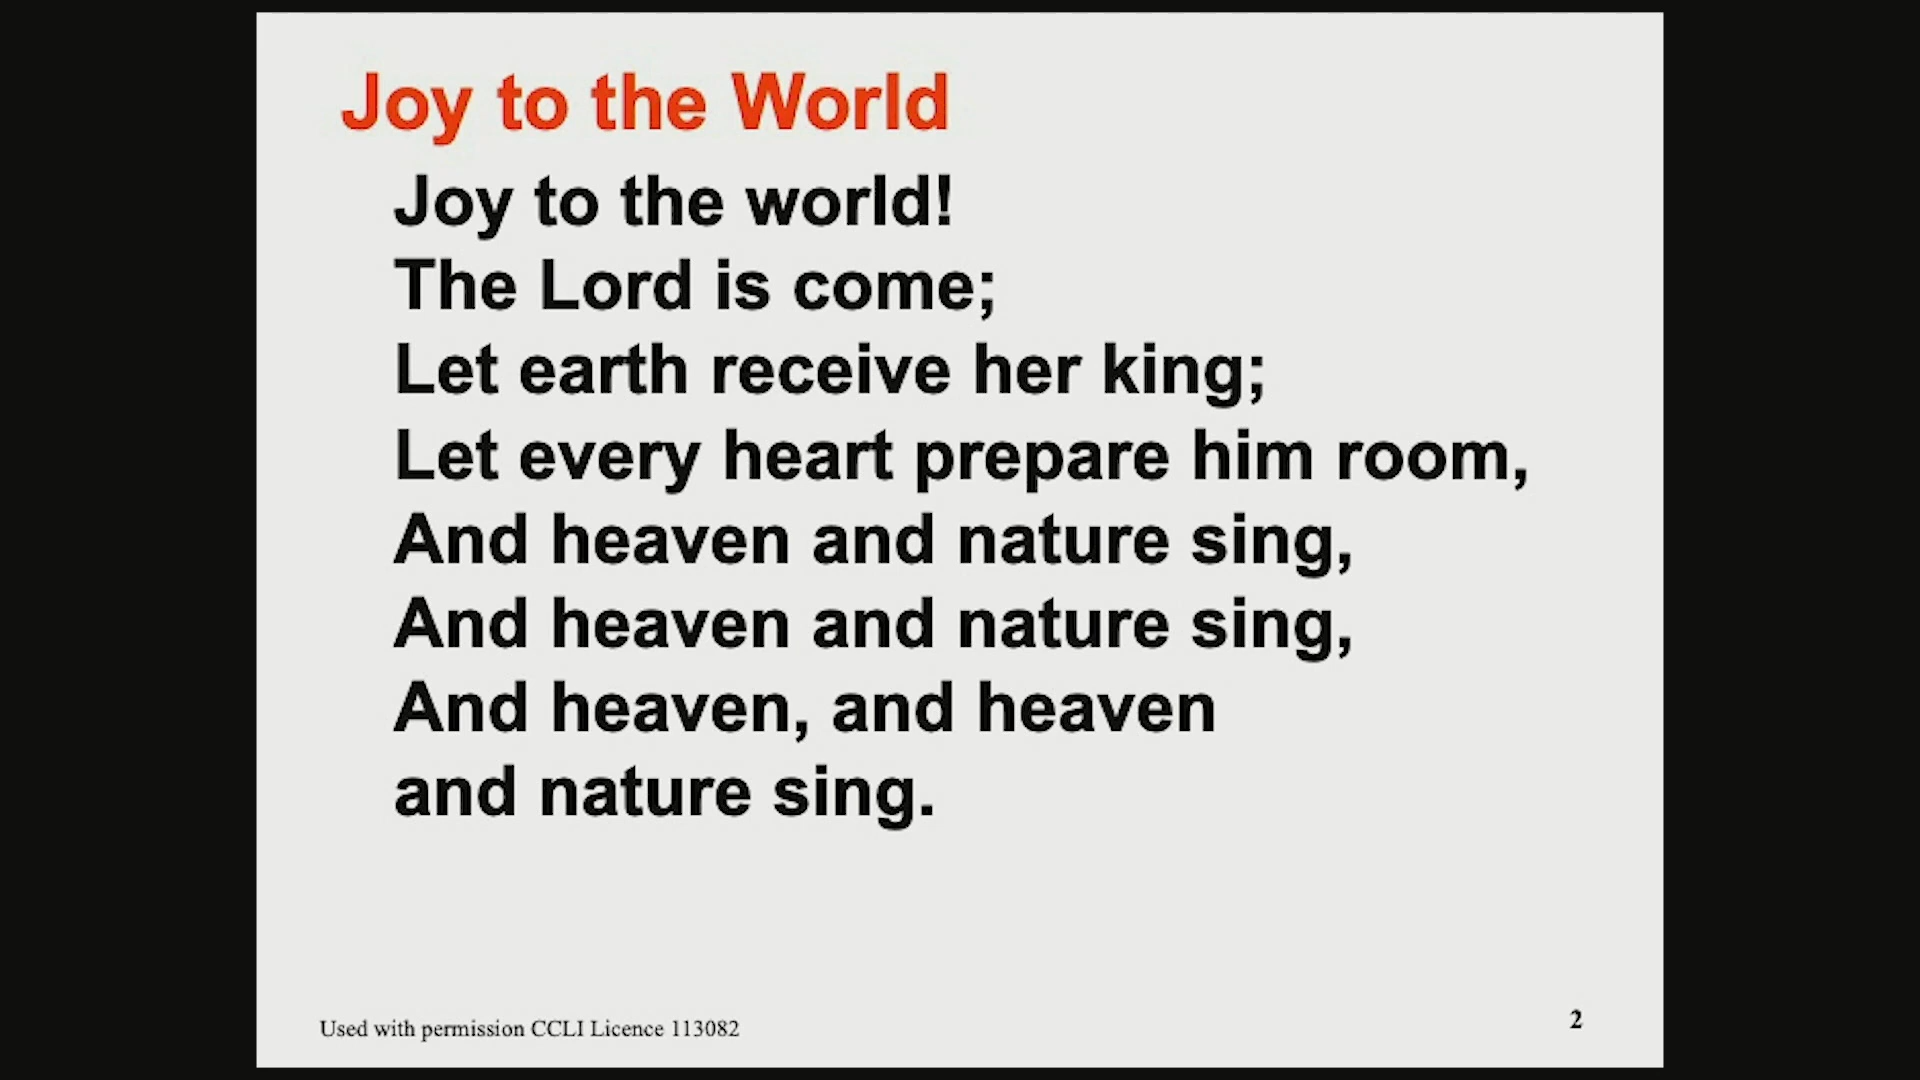 Joy to the World
Joy to the world!
The Lord is come;
Let earth receive her king;
Let every heart prepare him room,
And heaven and nature sing,
And heaven and nature sing,
And heaven, and heaven
and nature sing.
Used with permission CCLI Licence 113082
2